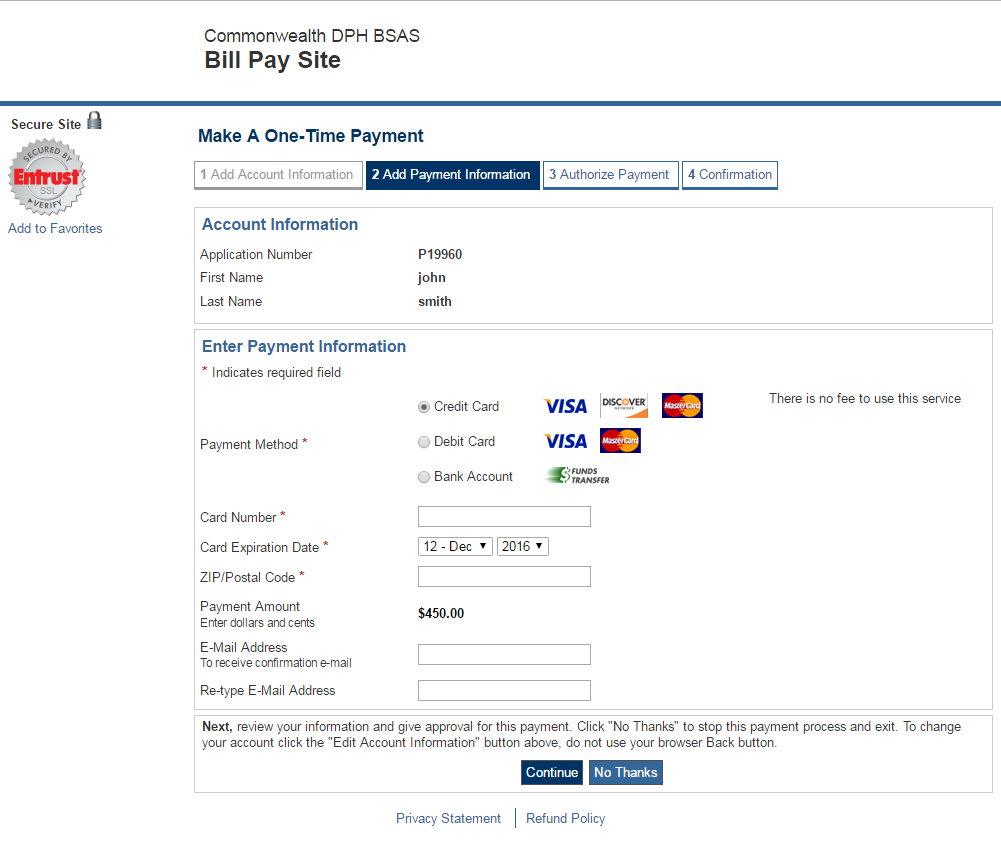 Commonwealth DPH BSAS
Bill Pay Site
Secure Site
SECURED BY
Entrust
SSL
VERIFY
Add to Favorites
Make A One-Time Payment
1 Add Account Information 2 Add Payment Information 3 Authorize Payment 4 Confirmation
Account Information
Application Number P19960
First Name john
Last Name smith
Enter Payment Information
* Indicates required field
Payment Method *
Credit Card VISA DISCOVER NETWORK MasterCard There is no fee to use this service
Debit Card VISA MasterCard
Bank Account $ FUNDS TRANSFER
Card Number *
Card Expiration Date * 12 - Dec 2016
ZIP/Postal Code *
Payment Amount
Enter dollars and cents
$450.00
E-Mail Address
To receive confirmation e-mail
Re-type E-Mail Address
Next, review your information and give approval for this payment. Click "No Thanks" to stop this payment process and exit. To change
your account click the "Edit Account Information" button above, do not use your browser Back button.
Continue No Thanks
Privacy Statement Refund Policy